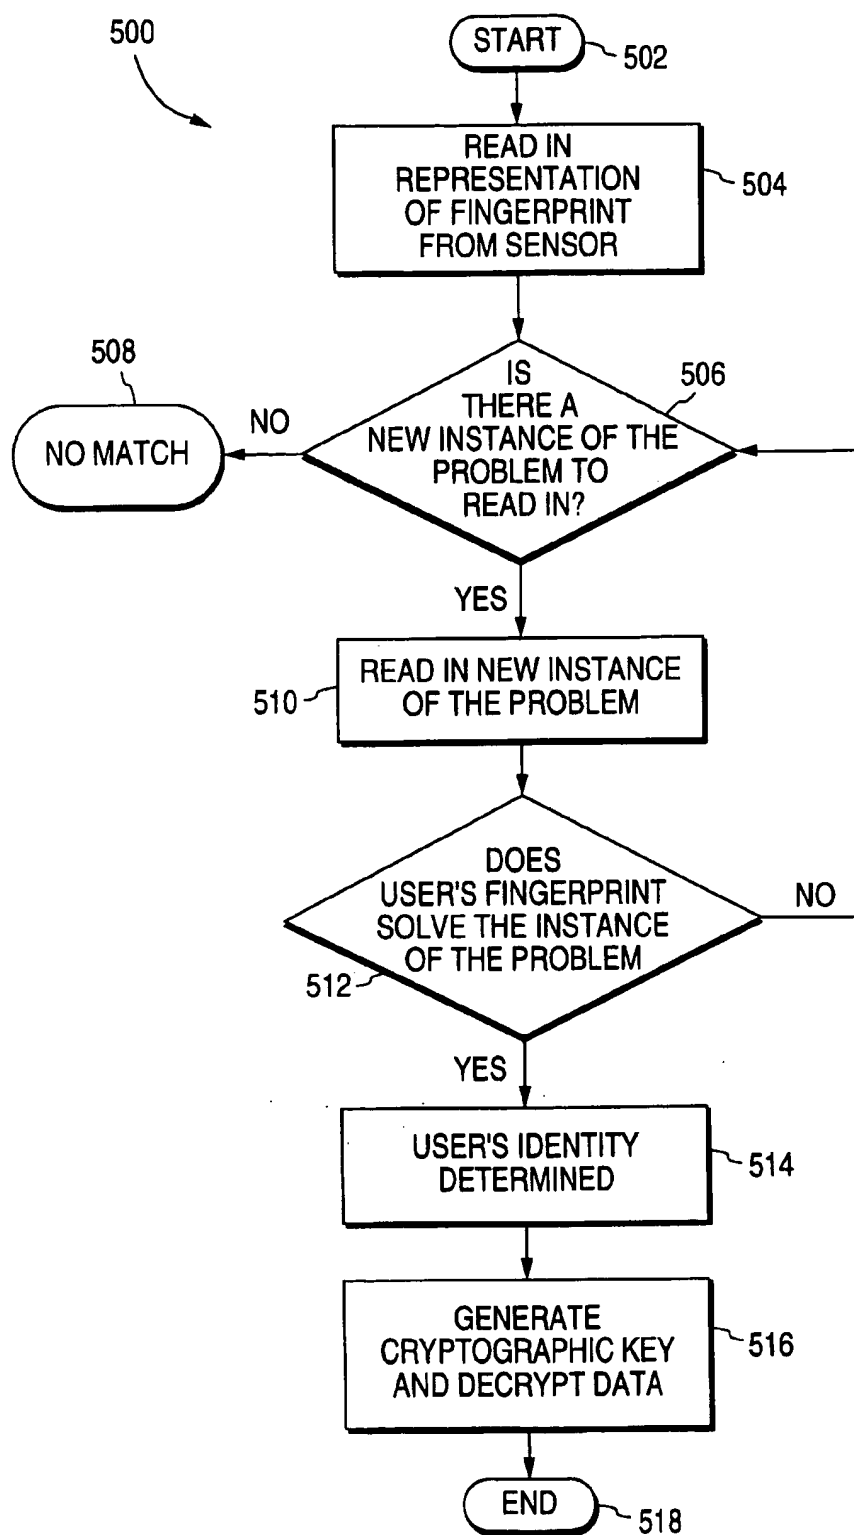 500
START
502
READ IN
REPRESENTATION
OF FINGERPRINT
FROM SENSOR
504
508
NO MATCH
NO
IS
THERE A
NEW INSTANCE OF THE
PROBLEM TO
READ IN?
506
YES
READ IN NEW INSTANCE
OF THE PROBLEM
510
DOES
USER'S FINGERPRINT
SOLVE THE INSTANCE
OF THE PROBLEM
NO
512
YES
USER'S IDENTITY
DETERMINED
514
GENERATE
CRYPTOGRAPHIC KEY
AND DECRYPT DATA
516
END
518